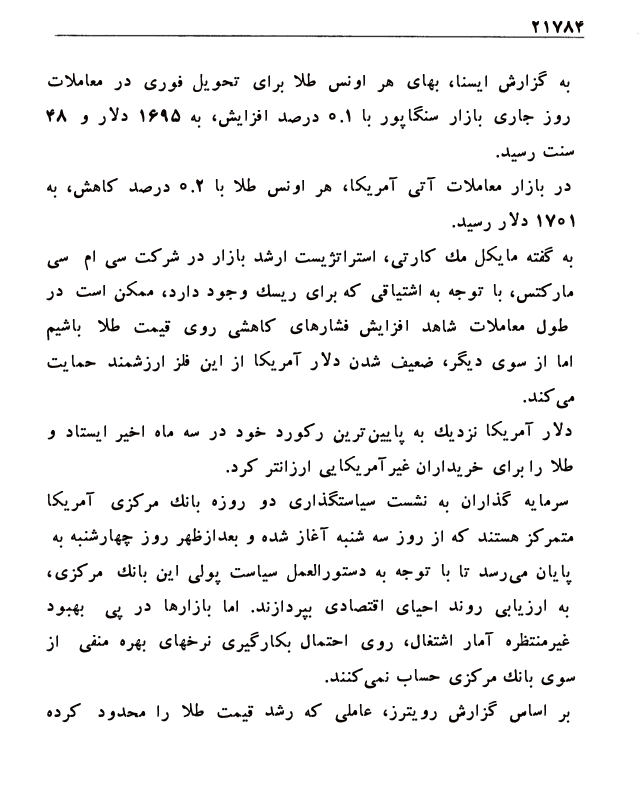 ۲۱۷۸۴
به گزارش ایسنا، بهای هر اونس طلا برای تحویل فوری در معاملات
روز جاری بازار سنگاپور با ۰.۱ درصد افزایش، به ۱۶۹۵ دلار و ۴۸
سنت رسید.
در بازار معاملات آتی آمریکا، هر اونس طلا با ۰.۲ درصد کاهش، به
۱۷۰۱ دلار رسید.
به گفته مایکل مک کارتی، استراتژیست ارشد بازار در شرکت سی ام سی
مارکتس، با توجه به اشتیاقی که برای ریسک وجود دارد، ممکن است در
طول معاملات شاهد افزایش فشارهای کاهشی روی قیمت طلا باشیم
اما از سوی دیگر، ضعیف شدن دلار آمریکا از این فلز ارزشمند حمایت
می‌کند.
دلار آمریکا نزدیک به پایین‌ترین رکورد خود در سه ماه اخیر ایستاد و
طلا را برای خریداران غیرآمریکایی ارزانتر کرد.
سرمایه گذاران به نشست سیاستگذاری دو روزه بانک مرکزی آمریکا
متمرکز هستند که از روز سه شنبه آغاز شده و بعدازظهر روز چهارشنبه به
پایان می‌رسد تا با توجه به دستورالعمل سیاست پولی این بانک مرکزی،
به ارزیابی روند احیای اقتصادی بپردازند. اما بازارها در پی بهبود
غیرمنتظره آمار اشتغال، روی احتمال بکارگیری نرخهای بهره منفی از
سوی بانک مرکزی حساب نمی‌کنند.
بر اساس گزارش رویترز، عاملی که رشد قیمت طلا را محدود کرده